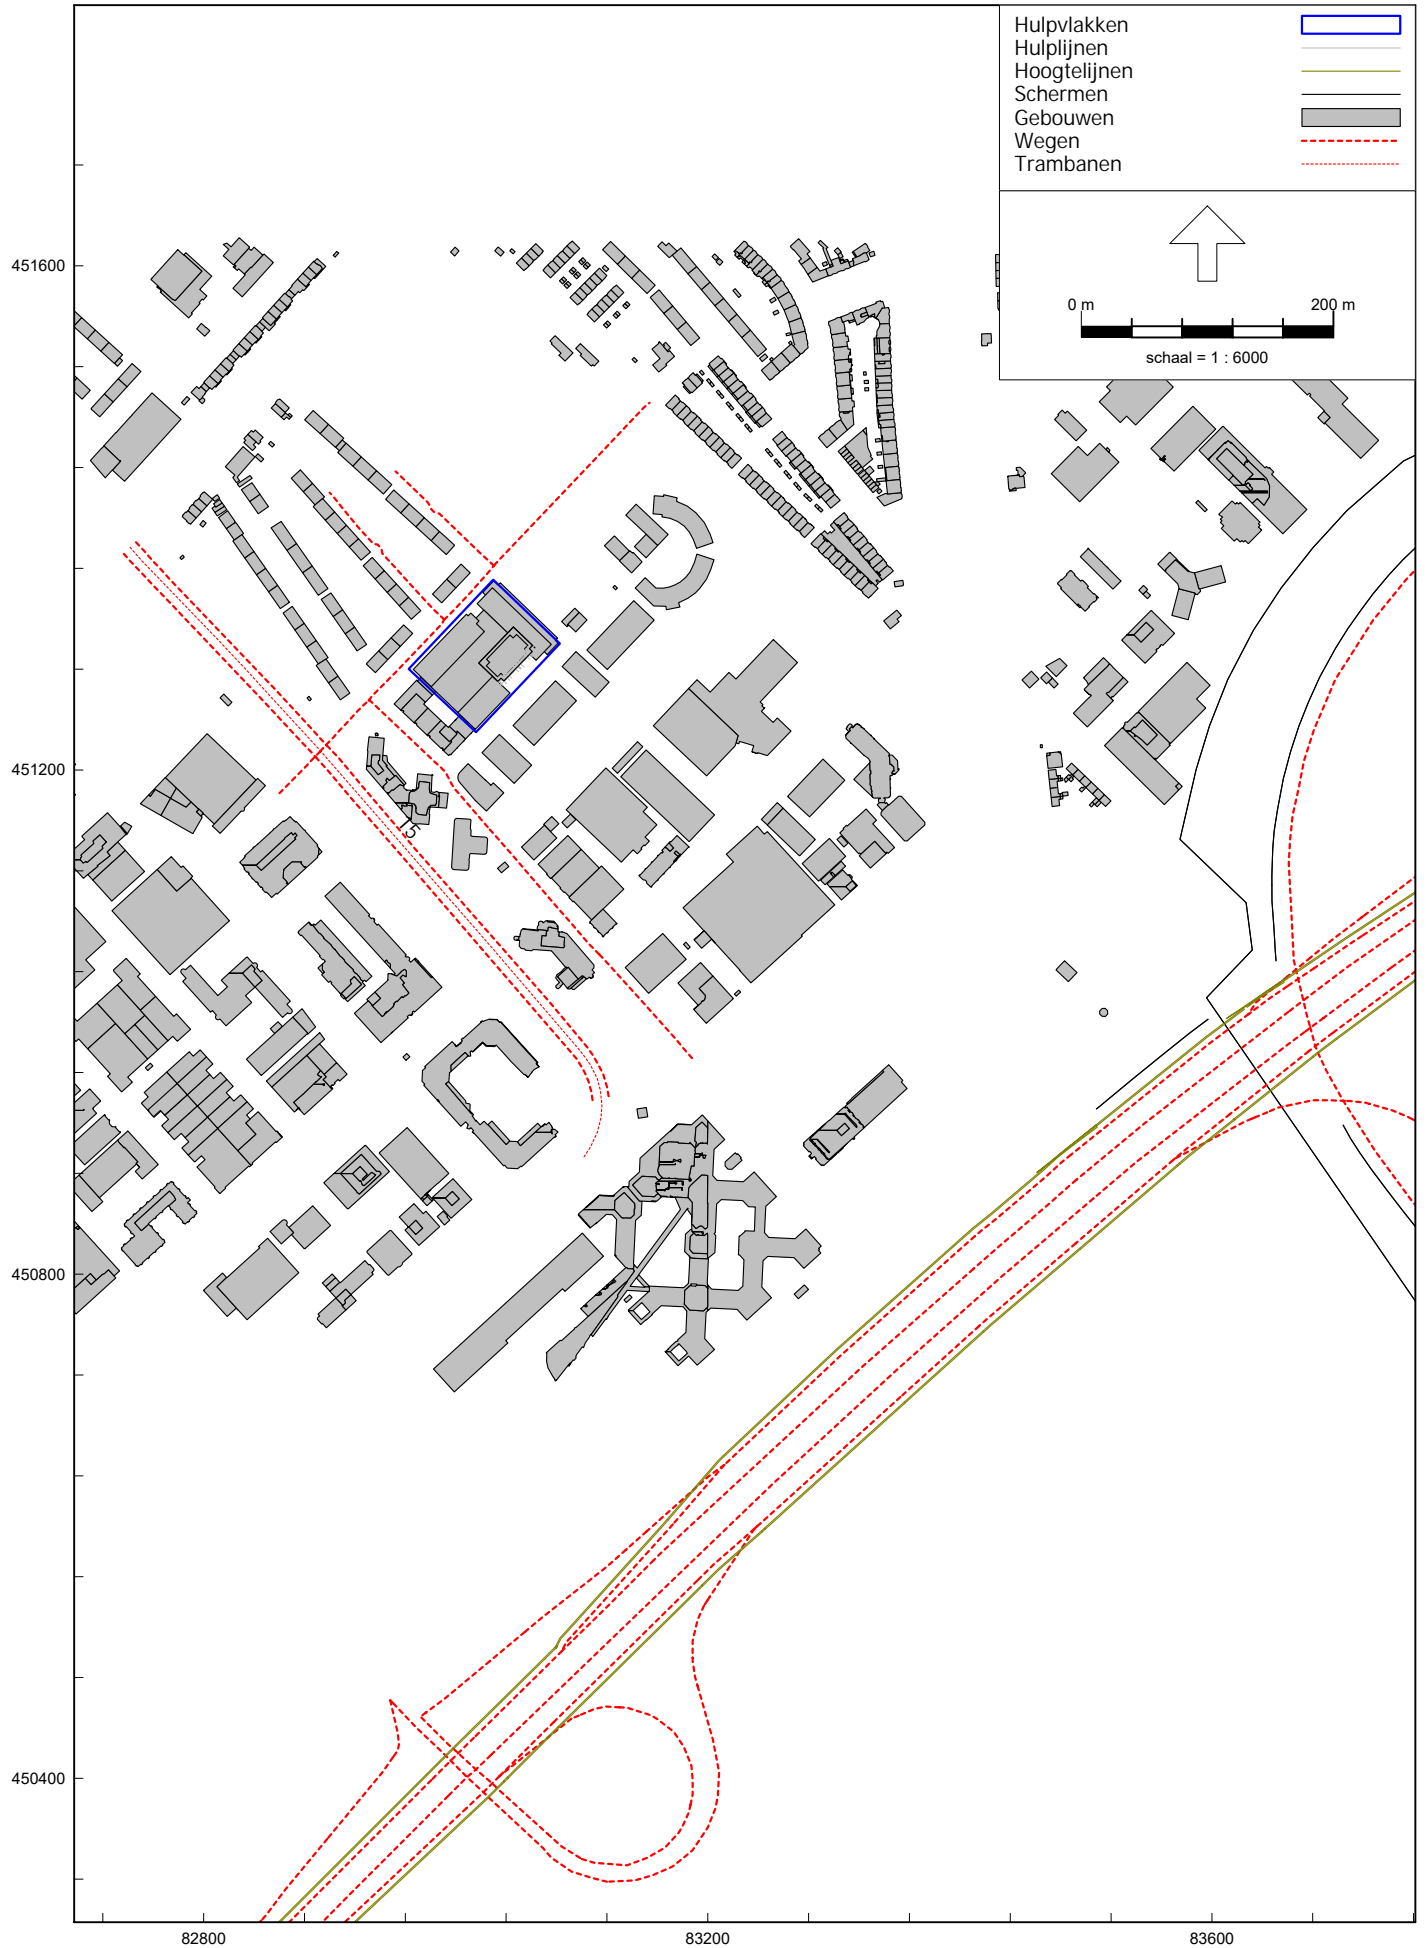 Hulpvlakken
Hulplijnen
Hoogtelijnen
Schermen
Gebouwen
Wegen
Trambanen
0 m 200 m
schaal = 1 : 6000
451600
451200
15
450800
450400
82800 83200 83600